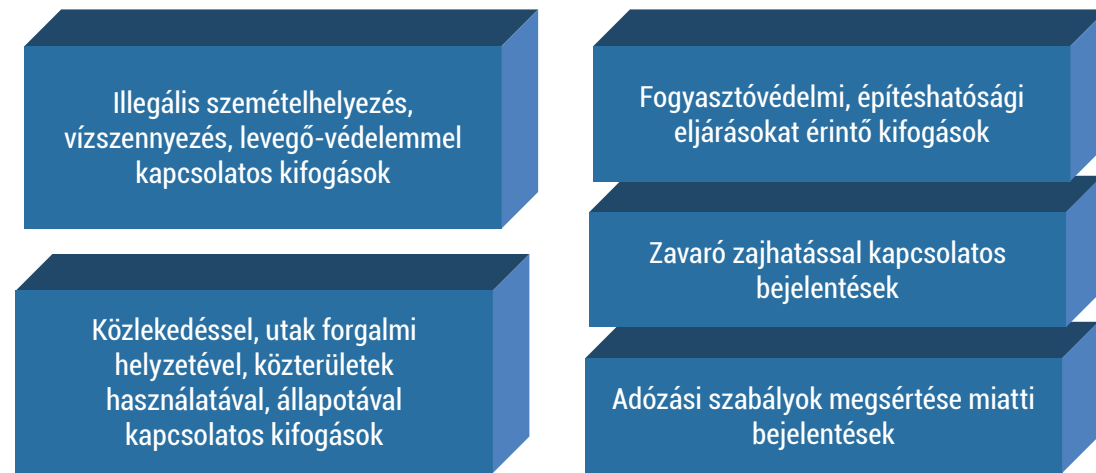 Illegális szemételhelyezés,
vízszennyezés, levegő-védelemmel
kapcsolatos kifogások
Közlekedéssel, utak forgalmi
helyzetével, közterületek
használatával, állapotával
kapcsolatos kifogások
Fogyasztóvédelmi, építéshatósági
eljárásokat érintő kifogások
Zavaró zajhatással kapcsolatos
bejelentések
Adózási szabályok megsértése miatti
bejelentések